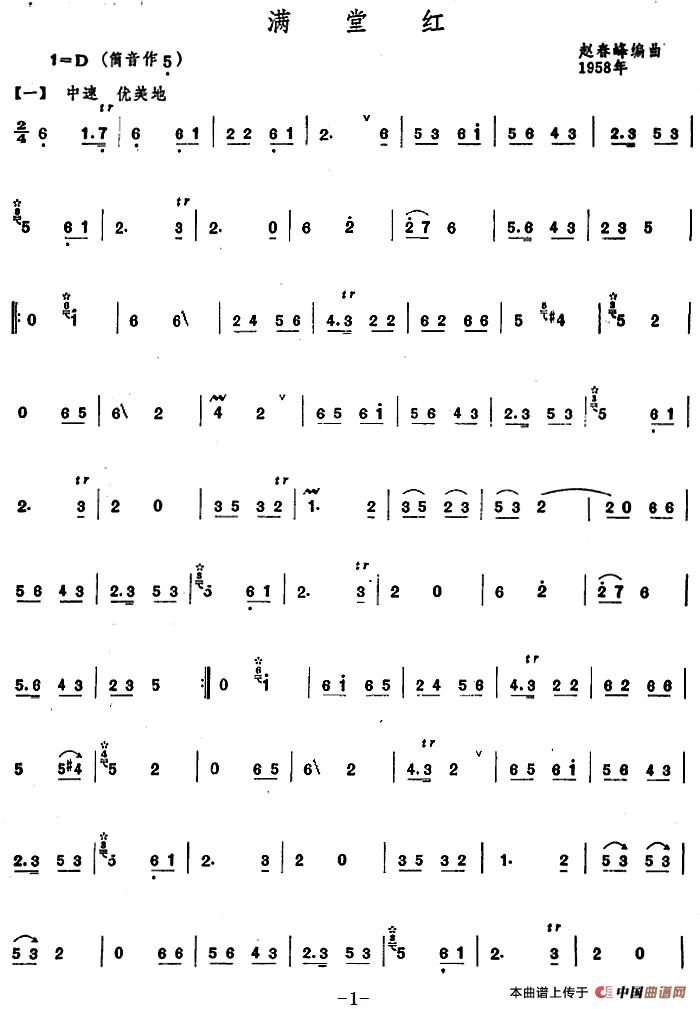 满堂红
1=D (筒音作5)
赵春峰编曲
1958年
【一】 中速 优美地
tr
2/4 6 1.7 | 6 6 1 | 2 2 6 1 | 2. ∨ 6 | 5 3 6 i | 5 6 4 3 | 2.3 5 3 |
tr
5 6 1 | 2. 3 | 2. 0 | 6 2 | 2 7 6 | 5.6 4 3 | 2 3 5 |
tr
‖: 0 i | 6 6\ | 2 4 5 6 | 4.3 2 2 | 6 2 6 6 | 5 #4 | 5 2 |
0 6 5 | 6\ 2 | 4 2 ∨ | 6 5 6 i | 5 6 4 3 | 2.3 5 3 | 5 6 1 |
tr tr
2. 3 | 2 0 | 3 5 3 2 | 1. 2 | 3 5 2 3 | 5 3 2 | 2 0 6 6 |
tr
5 6 4 3 | 2.3 5 3 | 5 6 1 | 2. 3 | 2 0 | 6 2 | 2 7 6 |
tr
5.6 4 3 | 2 3 5 :‖ 0 i | 6 i 6 5 | 2 4 5 6 | 4.3 2 2 | 6 2 6 6 |
tr
5 5#4 | 5 2 | 0 6 5 | 6\ 2 | 4.3 2 ∨ | 6 5 6 i | 5 6 4 3 |
2.3 5 3 | 5 6 1 | 2. 3 | 2 0 | 3 5 3 2 | 1. 2 | 5 3 5 3 |
tr
5 3 2 | 0 6 6 | 5 6 4 3 | 2.3 5 3 | 5 6 1 | 2. 3 | 2 0 |
-1-
本曲谱上传于 中国曲谱网